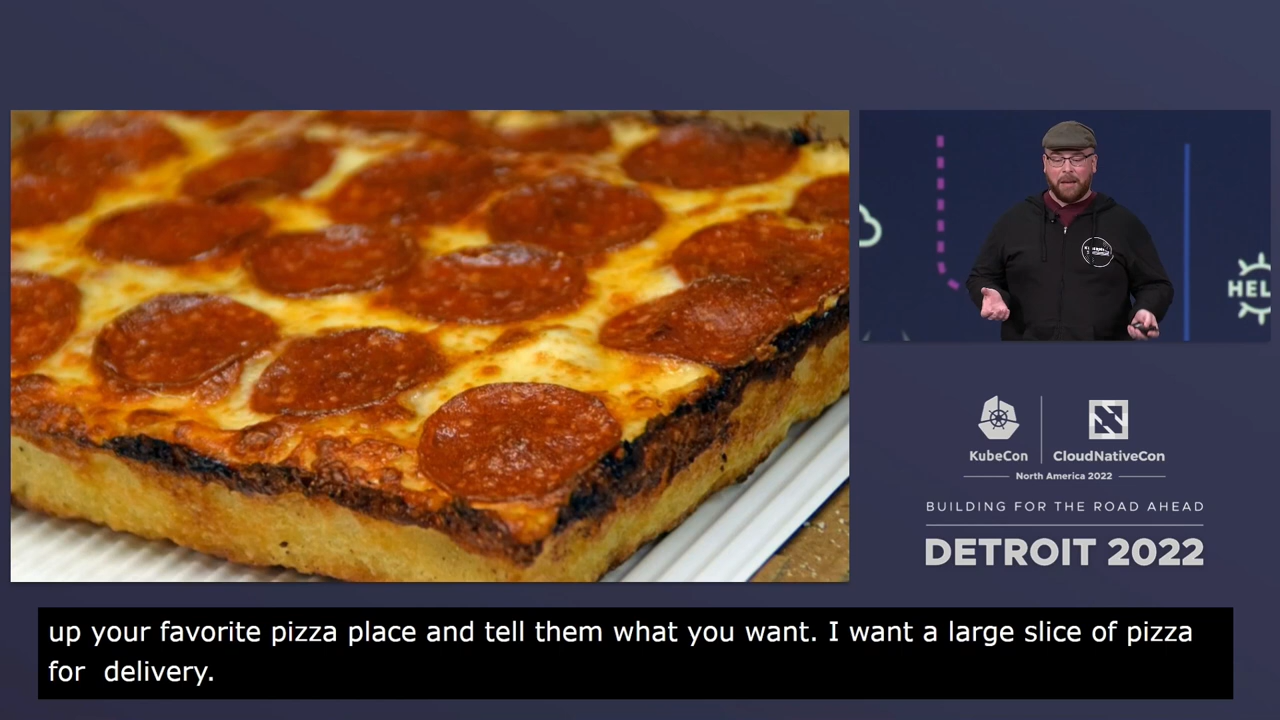 HEL
KubeCon
CloudNativeCon
North America 2022
BUILDING FOR THE ROAD AHEAD
DETROIT 2022
up your favorite pizza place and tell them what you want. I want a large slice of pizza
for delivery.